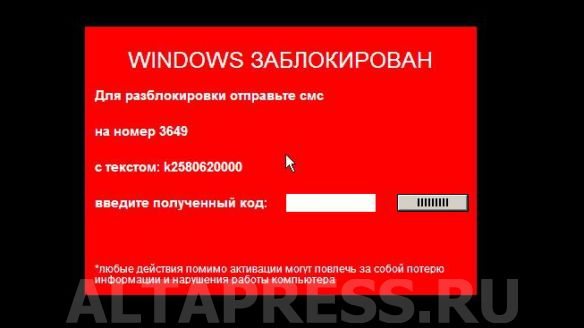 WINDOWS ЗАБЛОКИРОВАН
Для разблокировки отправьте смс
на номер 3649
с текстом: k2580620000
введите полученный код:
*любые действия помимо активации могут повлечь за собой потерю
информации и нарушения работы компьютера
ALTAPRESS.RU